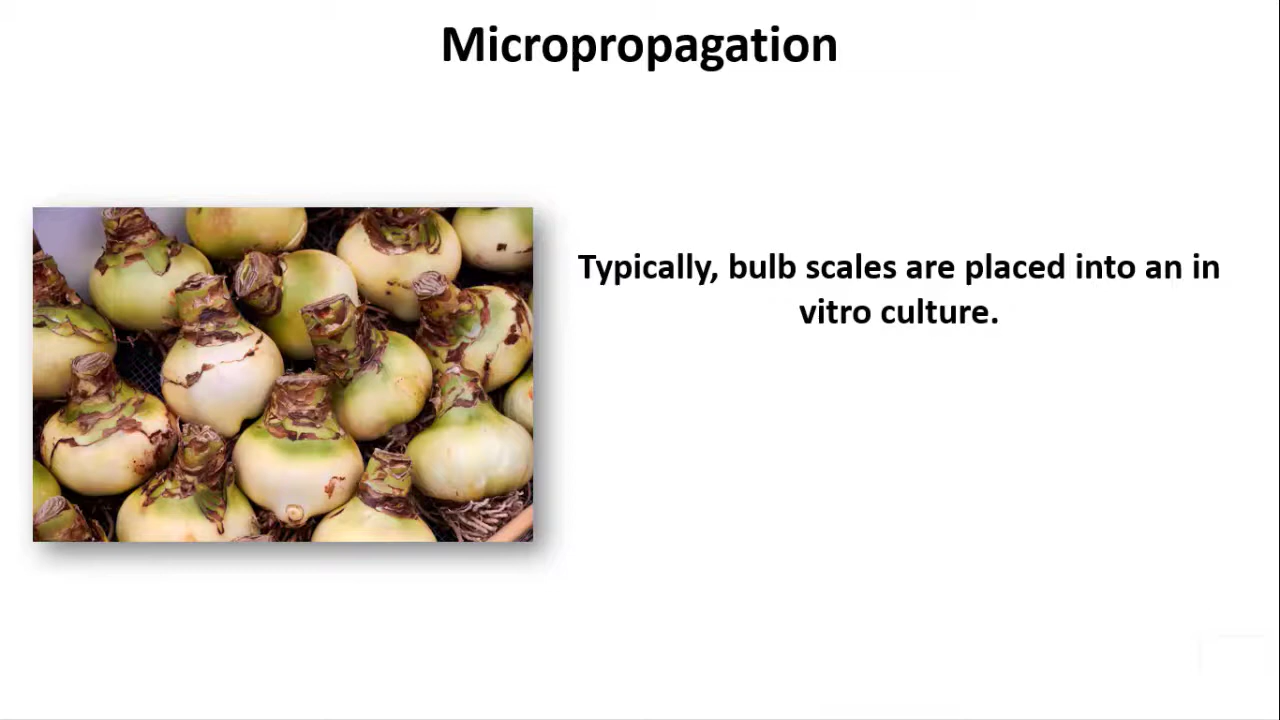 Micropropagation
Typically, bulb scales are placed into an in
vitro culture.